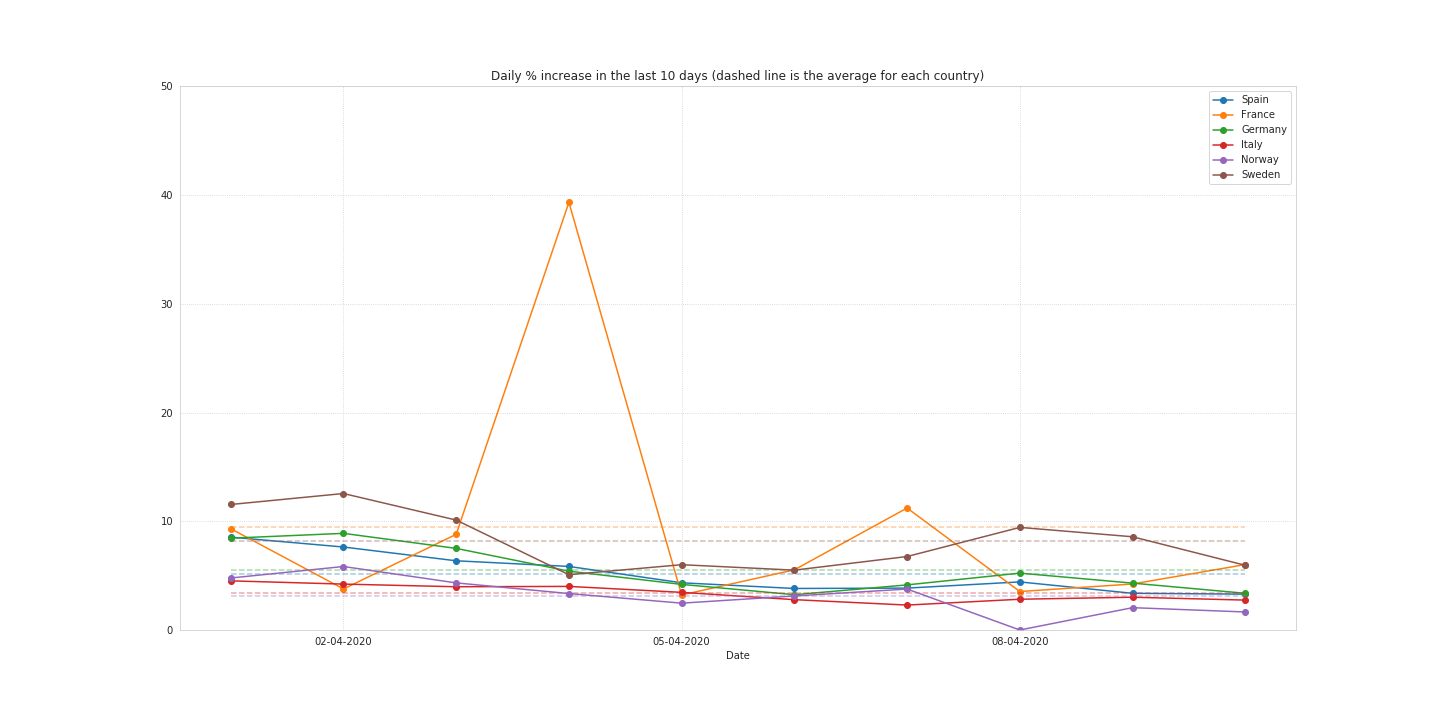 Daily % increase in the last 10 days (dashed line is the average for each country)
50
40
30
20
10
0
Spain
France
Germany
Italy
Norway
Sweden
02-04-2020
05-04-2020
08-04-2020
Date